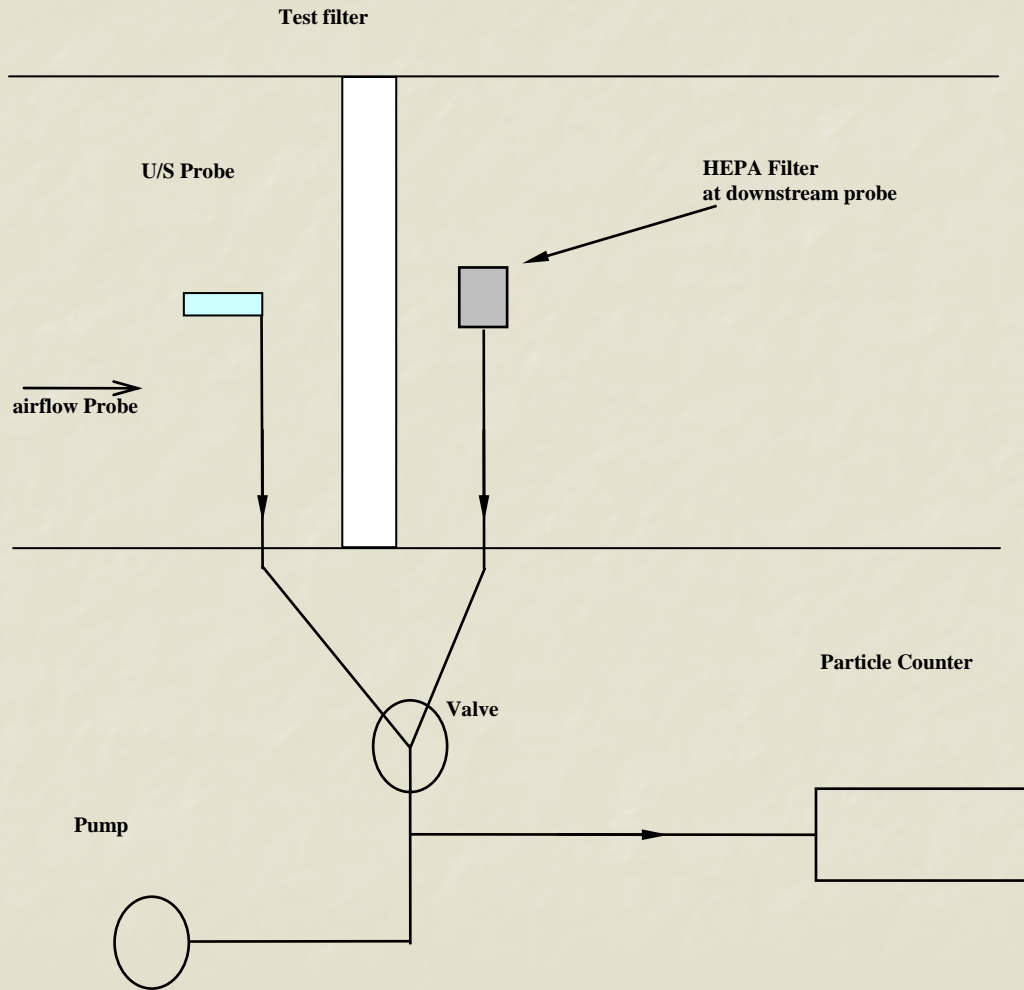 Test filter
U/S Probe
HEPA Filter
at downstream probe
airflow Probe
Particle Counter
Valve
Pump